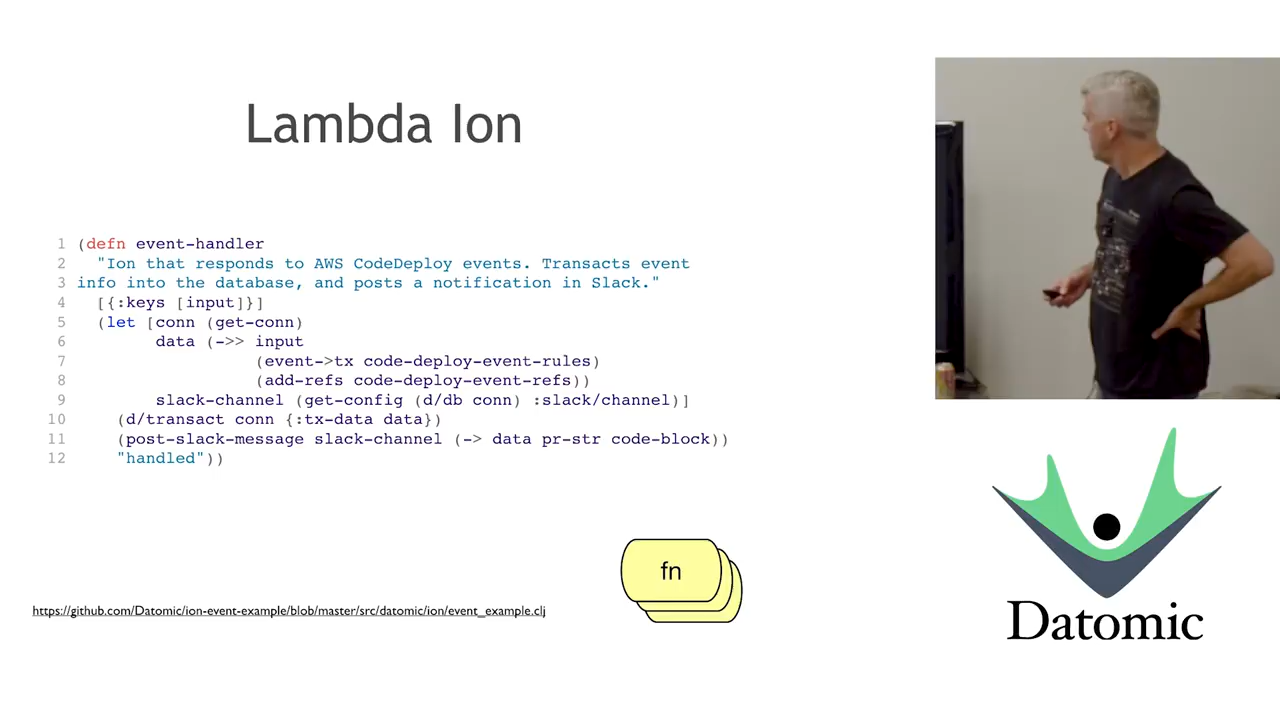 Lambda Ion
1 (defn event-handler
2 "Ion that responds to AWS CodeDeploy events. Transacts event
3 info into the database, and posts a notification in Slack."
4 [{:keys [input]}]
5 (let [conn (get-conn)
6 data (->> input
7 (event->tx code-deploy-event-rules)
8 (add-refs code-deploy-event-refs))
9 slack-channel (get-config (d/db conn) :slack/channel)]
10 (d/transact conn {:tx-data data})
11 (post-slack-message slack-channel (-> data pr-str code-block))
12 "handled"))
fn
https://github.com/Datomic/ion-event-example/blob/master/src/datomic/ion/event_example.clj
Datomic